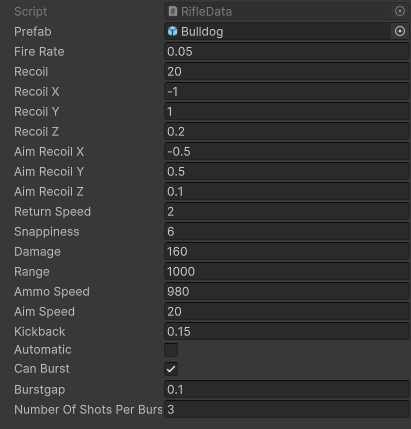 Script RifleData
Prefab Bulldog
Fire Rate 0.05
Recoil 20
Recoil X -1
Recoil Y 1
Recoil Z 0.2
Aim Recoil X -0.5
Aim Recoil Y 0.5
Aim Recoil Z 0.1
Return Speed 2
Snappiness 6
Damage 160
Range 1000
Ammo Speed 980
Aim Speed 20
Kickback 0.15
Automatic
Can Burst
Burstgap 0.1
Number Of Shots Per Burs 3